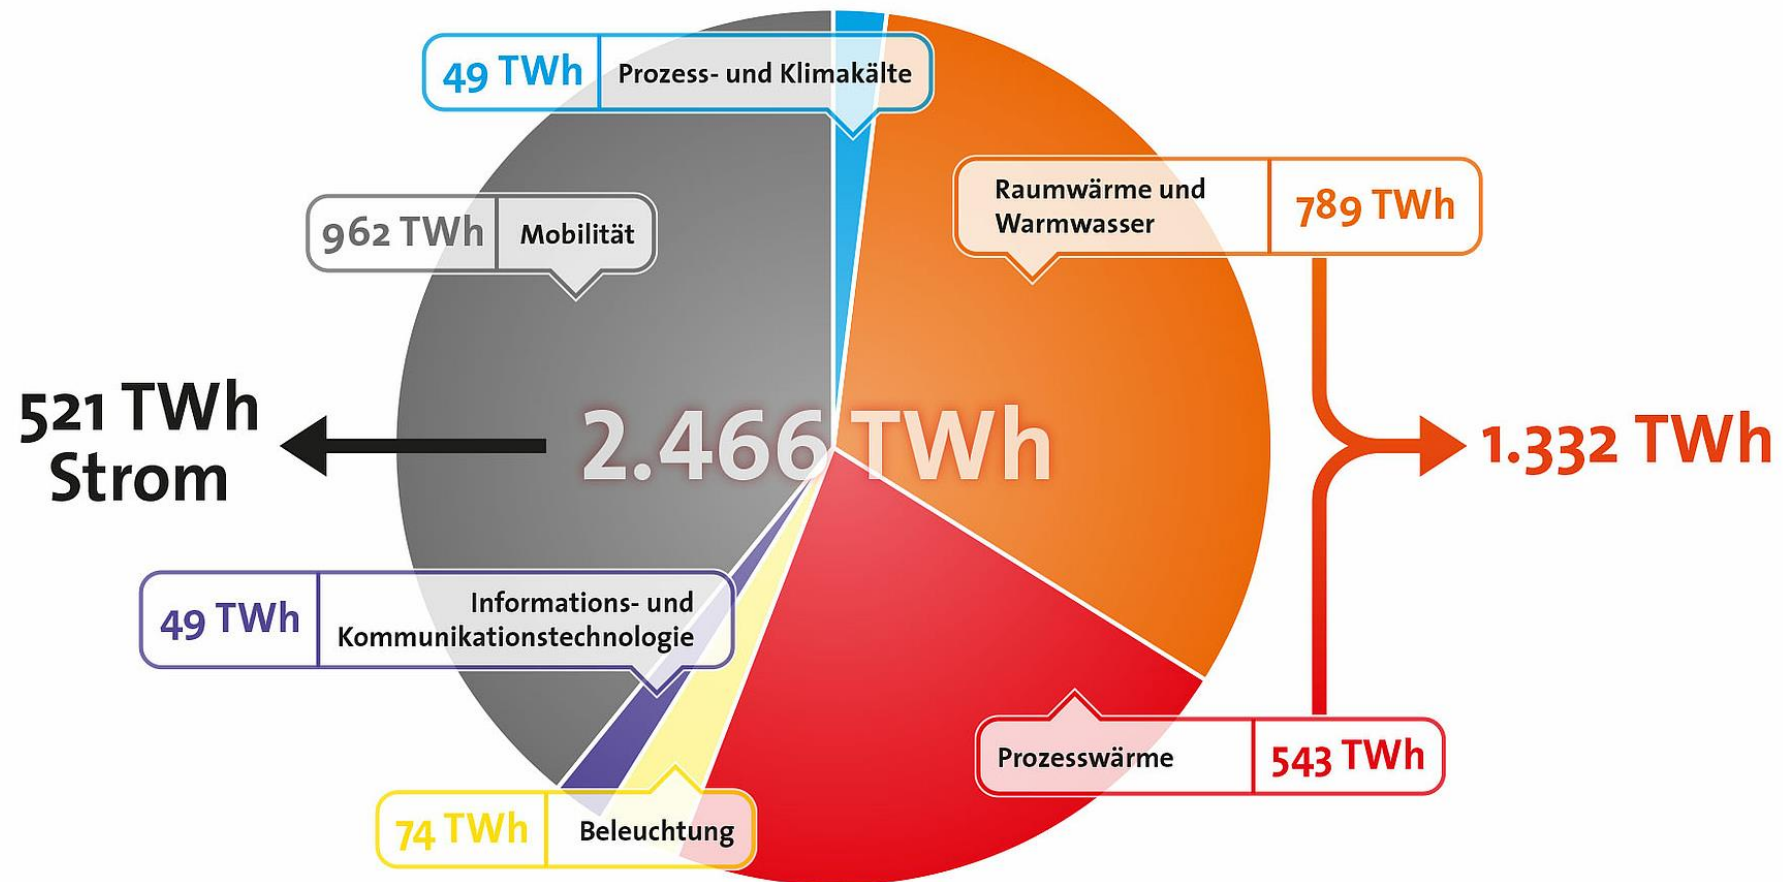 49 TWh Prozess- und Klimakälte
Raumwärme und
Warmwasser
789 TWh
962 TWh Mobilität
521 TWh
Strom
2.466 TWh
1.332 TWh
49 TWh
Informations- und
Kommunikationstechnologie
Prozesswärme 543 TWh
74 TWh Beleuchtung